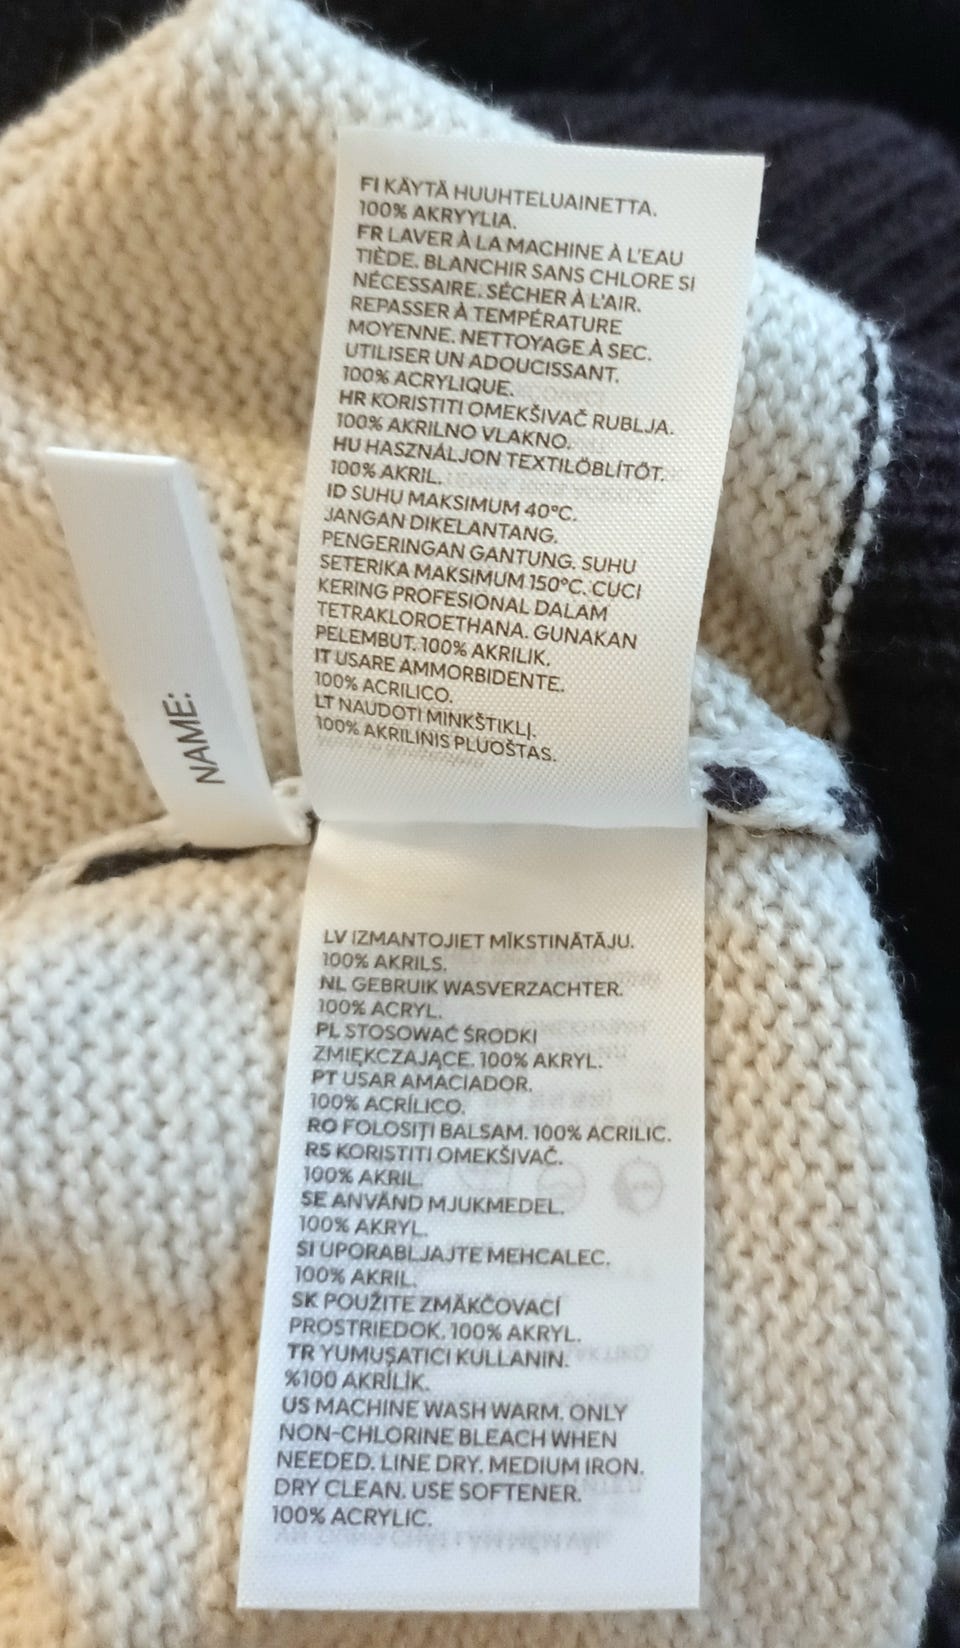 FI KÄYTÄ HUUHTELUAINETTA.
100% AKRYYLIA.
FR LAVER À LA MACHINE À L'EAU
TIÈDE. BLANCHIR SANS CHLORE SI
NÉCESSAIRE. SÉCHER À L'AIR.
REPASSER À TEMPÉRATURE
MOYENNE. NETTOYAGE À SEC.
UTILISER UN ADOUCISSANT.
100% ACRYLIQUE.
HR KORISTITI OMEKŠIVAČ RUBLJA.
100% AKRILNO VLAKNO.
HU HASZNÁLJON TEXTILÖBLÍTŐT.
100% AKRIL.
ID SUHU MAKSIMUM 40°C.
JANGAN DIKELANTANG.
PENGERINGAN GANTUNG. SUHU
SETERIKA MAKSIMUM 150°C. CUCI
KERING PROFESIONAL DALAM
TETRAKLOROETHANA. GUNAKAN
PELEMBUT. 100% AKRILIK.
IT USARE AMMORBIDENTE.
100% ACRILICO.
LT NAUDOTI MINKŠTIKLĮ.
100% AKRILINIS PLUOŠTAS.
NAME:
LV IZMANTOJIET MĪKSTINĀTĀJU.
100% AKRILS.
NL GEBRUIK WASVERZACHTER.
100% ACRYL.
PL STOSOWAĆ ŚRODKI
ZMIĘKCZAJĄCE. 100% AKRYL.
PT USAR AMACIADOR.
100% ACRÍLICO.
RO FOLOSIȚI BALSAM. 100% ACRILIC.
RS KORISTITI OMEKŠIVAČ.
100% AKRIL.
SE ANVÄND MJUKMEDEL.
100% AKRYL.
SI UPORABLJAJTE MEHČALEC.
100% AKRIL.
SK POUŽITE ZMÄKČOVACÍ
PROSTRIEDOK. 100% AKRYL.
TR YUMUŞATICI KULLANIN.
%100 AKRİLİK.
US MACHINE WASH WARM. ONLY
NON-CHLORINE BLEACH WHEN
NEEDED. LINE DRY. MEDIUM IRON.
DRY CLEAN. USE SOFTENER.
100% ACRYLIC.